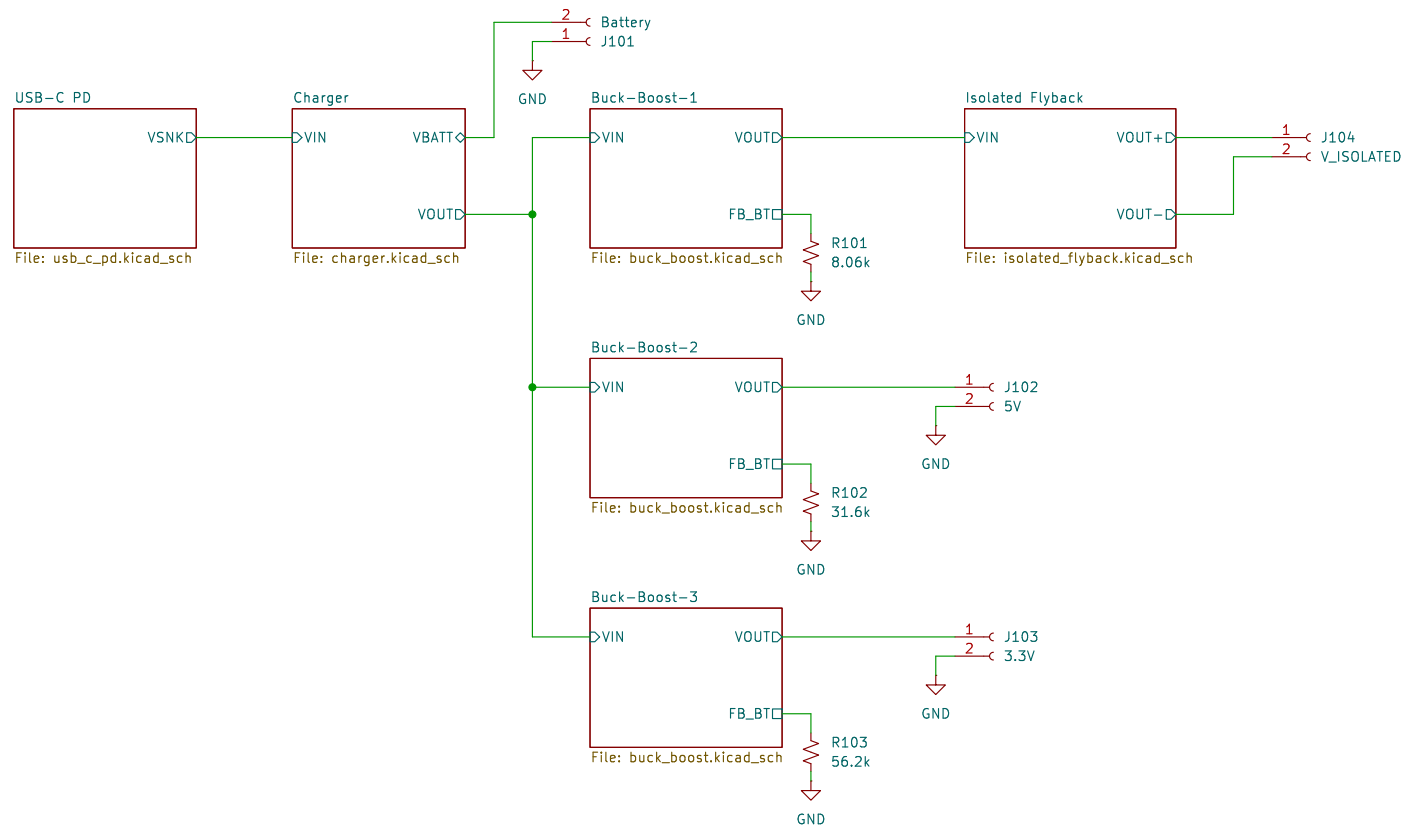 2 Battery
1 J101
GND
USB-C PD
VSNK
File: usb_c_pd.kicad_sch
Charger
VIN
VBATT
VOUT
File: charger.kicad_sch
Buck-Boost-1
VIN
VOUT
FB_BT
File: buck_boost.kicad_sch
R101
8.06k
GND
Isolated Flyback
VIN
VOUT+
VOUT-
File: isolated_flyback.kicad_sch
1 J104
2 V_ISOLATED
Buck-Boost-2
VIN
VOUT
FB_BT
File: buck_boost.kicad_sch
R102
31.6k
GND
1 J102
2 5V
GND
Buck-Boost-3
VIN
VOUT
FB_BT
File: buck_boost.kicad_sch
R103
56.2k
GND
1 J103
2 3.3V
GND